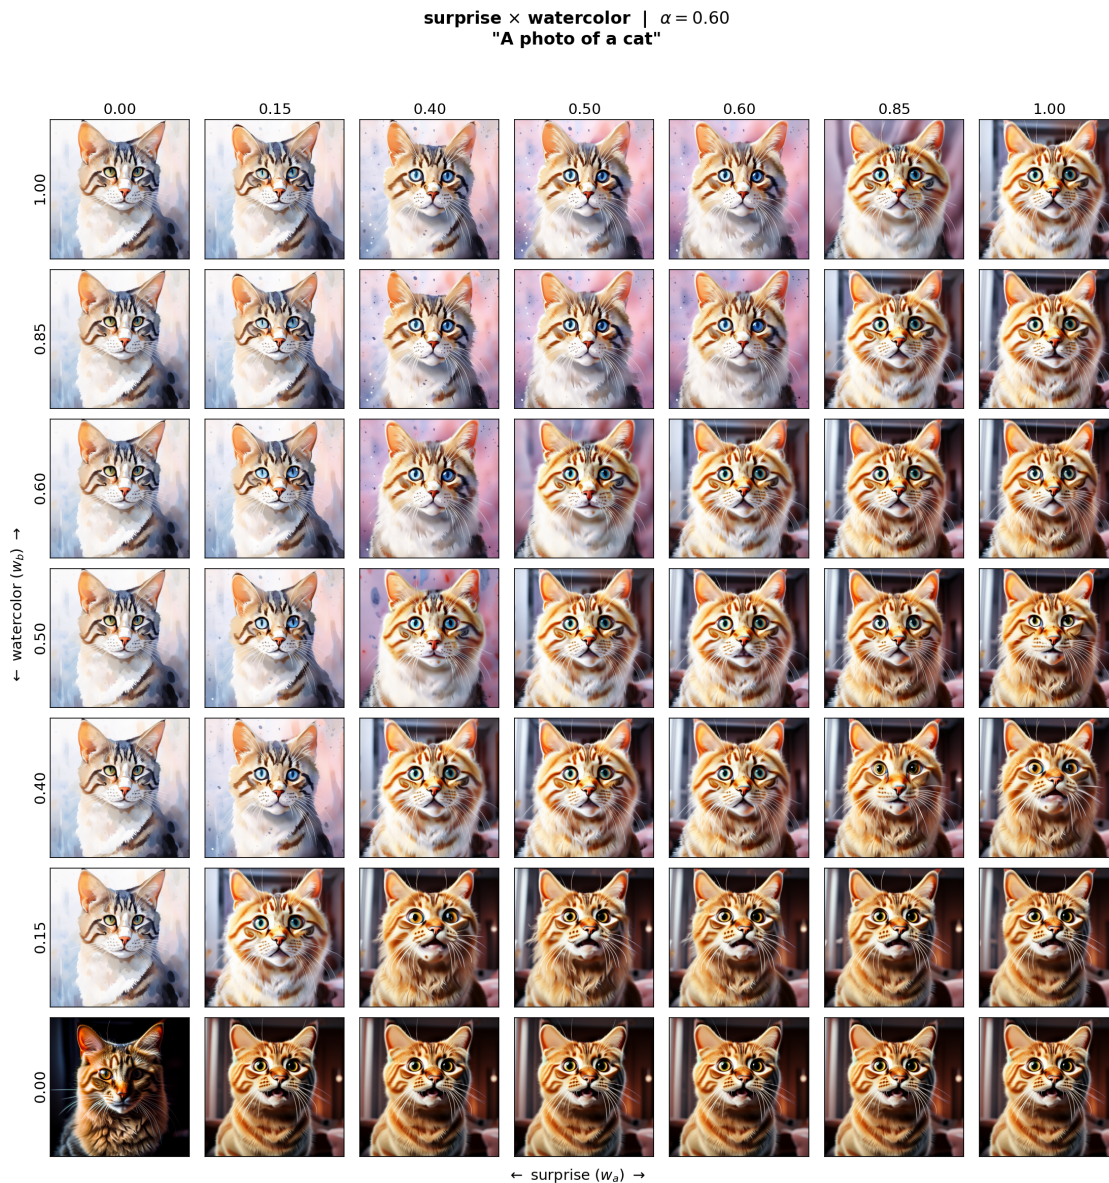 surprise × watercolor | α = 0.60
"A photo of a cat"
0.00 0.15 0.40 0.50 0.60 0.85 1.00
1.00
0.85
0.60
0.50
0.40
0.15
0.00
← watercolor (w_b) →
← surprise (w_a) →